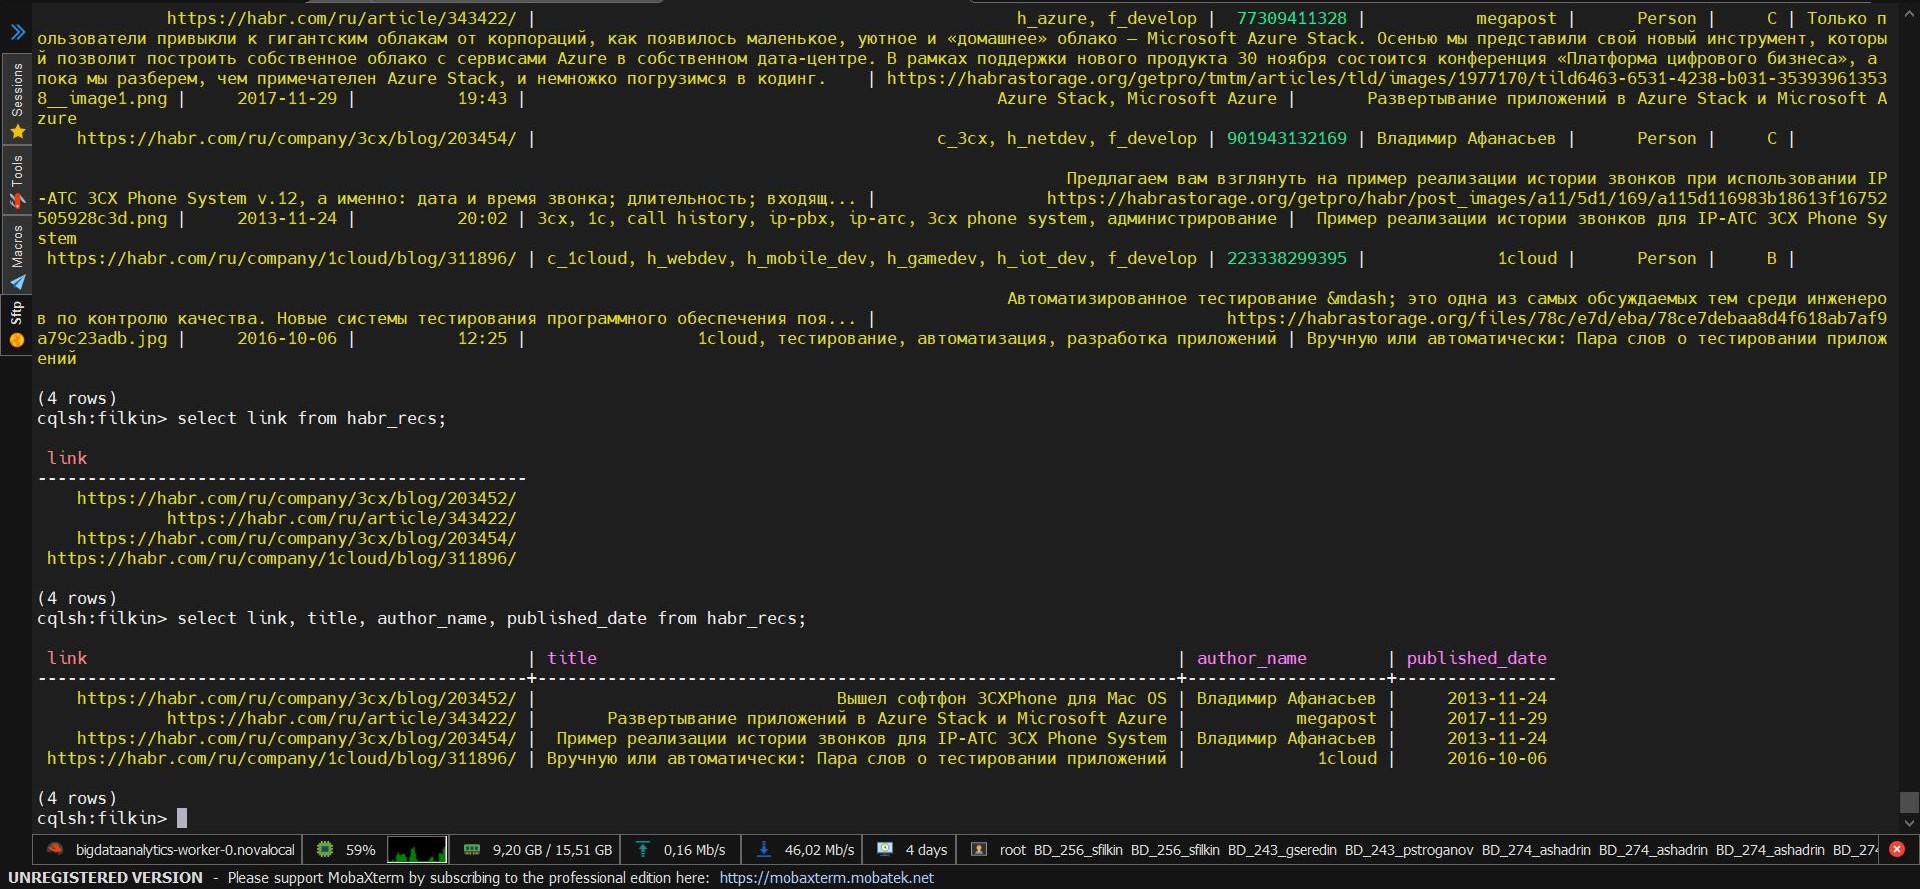 https://habr.com/ru/article/343422/ | h_azure, f_develop | 77309411328 | megapost | Person | C | Только п
ользователи привыкли к гигантским облакам от корпораций, как появилось маленькое, уютное и «домашнее» облако — Microsoft Azure Stack. Осенью мы представили свой новый инструмент, которы
й позволит построить собственное облако с сервисами Azure в собственном дата-центре. В рамках поддержки нового продукта 30 ноября состоится конференция «Платформа цифрового бизнеса», а
пока мы разберем, чем примечателен Azure Stack, и немножко погрузимся в кодинг. | https://habrastorage.org/getpro/tmtm/articles/tld/images/1977170/tild6463-6531-4238-b031-35393961353
8__image1.png | 2017-11-29 | 19:43 | Azure Stack, Microsoft Azure | Развертывание приложений в Azure Stack и Microsoft A
zure
https://habr.com/ru/company/3cx/blog/203454/ | c_3cx, h_netdev, f_develop | 901943132169 | Владимир Афанасьев | Person | C |
Предлагаем вам взглянуть на пример реализации истории звонков при использовании IP
-АТС 3CX Phone System v.12, а именно: дата и время звонка; длительность; входящ... | https://habrastorage.org/getpro/habr/post_images/a11/5d1/169/a115d116983b18613f16752
505928c3d.png | 2013-11-24 | 20:02 | 3cx, 1c, call history, ip-pbx, ip-атс, 3cx phone system, администрирование | Пример реализации истории звонков для IP-АТС 3CX Phone Sy
stem
https://habr.com/ru/company/1cloud/blog/311896/ | c_1cloud, h_webdev, h_mobile_dev, h_gamedev, h_iot_dev, f_develop | 223338299395 | 1cloud | Person | B |
Автоматизированное тестирование &mdash; это одна из самых обсуждаемых тем среди инженеро
в по контролю качества. Новые системы тестирования программного обеспечения поя... | https://habrastorage.org/files/78c/e7d/eba/78ce7debaa8d4f618ab7af9
a79c23adb.jpg | 2016-10-06 | 12:25 | 1cloud, тестирование, автоматизация, разработка приложений | Вручную или автоматически: Пара слов о тестировании прилож
ений
(4 rows)
cqlsh:filkin> select link from habr_recs;
link
-------------------------------------------------
https://habr.com/ru/company/3cx/blog/203452/
https://habr.com/ru/article/343422/
https://habr.com/ru/company/3cx/blog/203454/
https://habr.com/ru/company/1cloud/blog/311896/
(4 rows)
cqlsh:filkin> select link, title, author_name, published_date from habr_recs;
link | title | author_name | published_date
-------------------------------------------------+----------------------------------------------------------------+--------------------+----------------
https://habr.com/ru/company/3cx/blog/203452/ | Вышел софтфон 3CXPhone для Mac OS | Владимир Афанасьев | 2013-11-24
https://habr.com/ru/article/343422/ | Развертывание приложений в Azure Stack и Microsoft Azure | megapost | 2017-11-29
https://habr.com/ru/company/3cx/blog/203454/ | Пример реализации истории звонков для IP-АТС 3CX Phone System | Владимир Афанасьев | 2013-11-24
https://habr.com/ru/company/1cloud/blog/311896/ | Вручную или автоматически: Пара слов о тестировании приложений | 1cloud | 2016-10-06
(4 rows)
cqlsh:filkin>
Sessions
Tools
Macros
Sftp
bigdataanalytics-worker-0.novalocal 59% 9,20 GB / 15,51 GB 0,16 Mb/s 46,02 Mb/s 4 days root BD_256_sfilkin BD_256_sfilkin BD_243_gseredin BD_243_pstroganov BD_274_ashadrin BD_274_ashadrin BD_274_ashadrin BD_274
UNREGISTERED VERSION - Please support MobaXterm by subscribing to the professional edition here: https://mobaxterm.mobatek.net